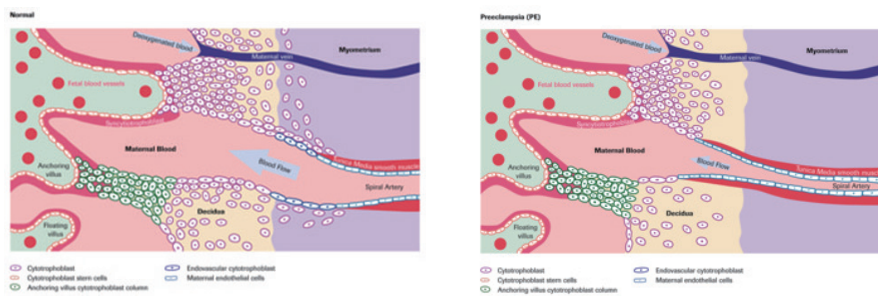 Normal
Deoxygenated blood
Maternal vein
Myometrium
Fetal blood vessels
Syncytiotrophoblast
Maternal Blood
Blood Flow
Tunica Media smooth muscle
Spiral Artery
Anchoring
villus
Decidua
Floating
villus
Cytotrophoblast
Cytotrophoblast stem cells
Anchoring villus cytotrophoblast column
Endovascular cytotrophoblast
Maternal endothelial cells
Preeclampsia (PE)
Deoxygenated blood
Maternal vein
Myometrium
Fetal blood vessels
Syncytiotrophoblast
Maternal Blood
Blood Flow
Tunica Media smooth muscle
Spiral Artery
Anchoring
villus
Decidua
Floating
villus
Cytotrophoblast
Cytotrophoblast stem cells
Anchoring villus cytotrophoblast column
Endovascular cytotrophoblast
Maternal endothelial cells